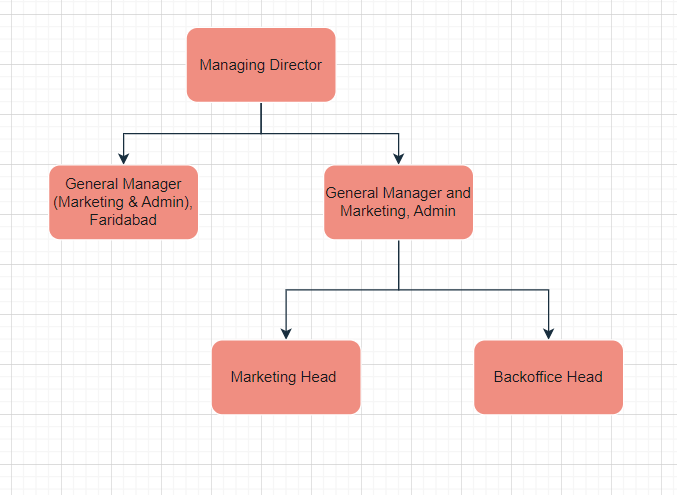 Managing Director
General Manager
(Marketing & Admin),
Faridabad
General Manager and
Marketing, Admin
Marketing Head
Backoffice Head